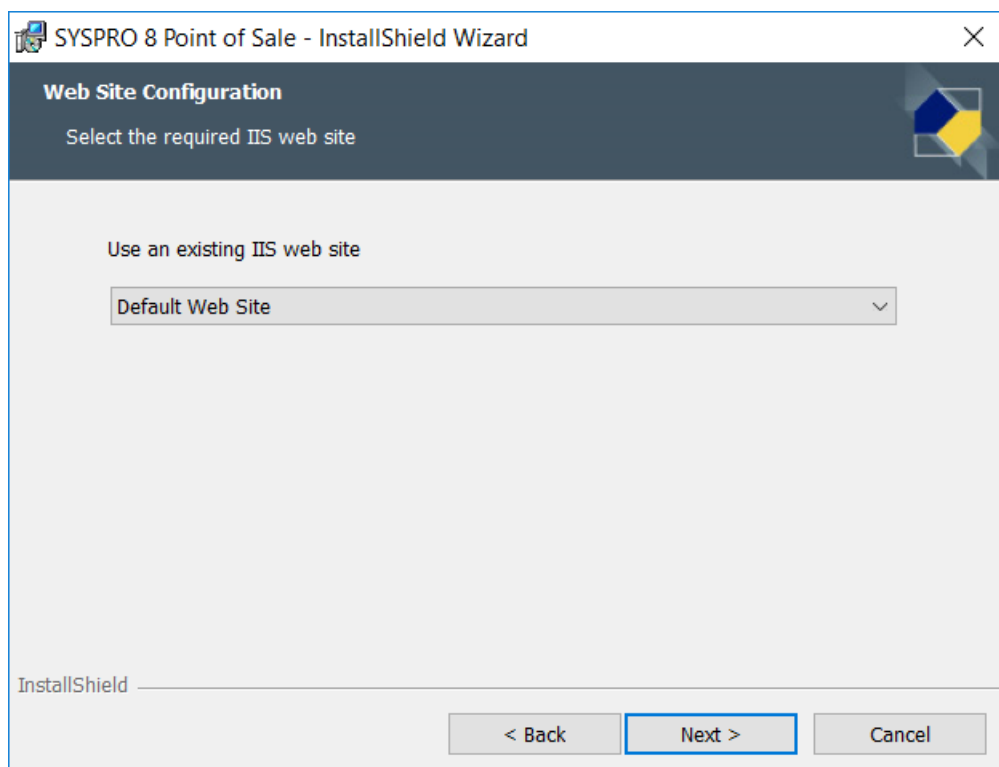 SYSPRO 8 Point of Sale - InstallShield Wizard
Web Site Configuration
Select the required IIS web site
Use an existing IIS web site
Default Web Site
InstallShield
< Back
Next >
Cancel